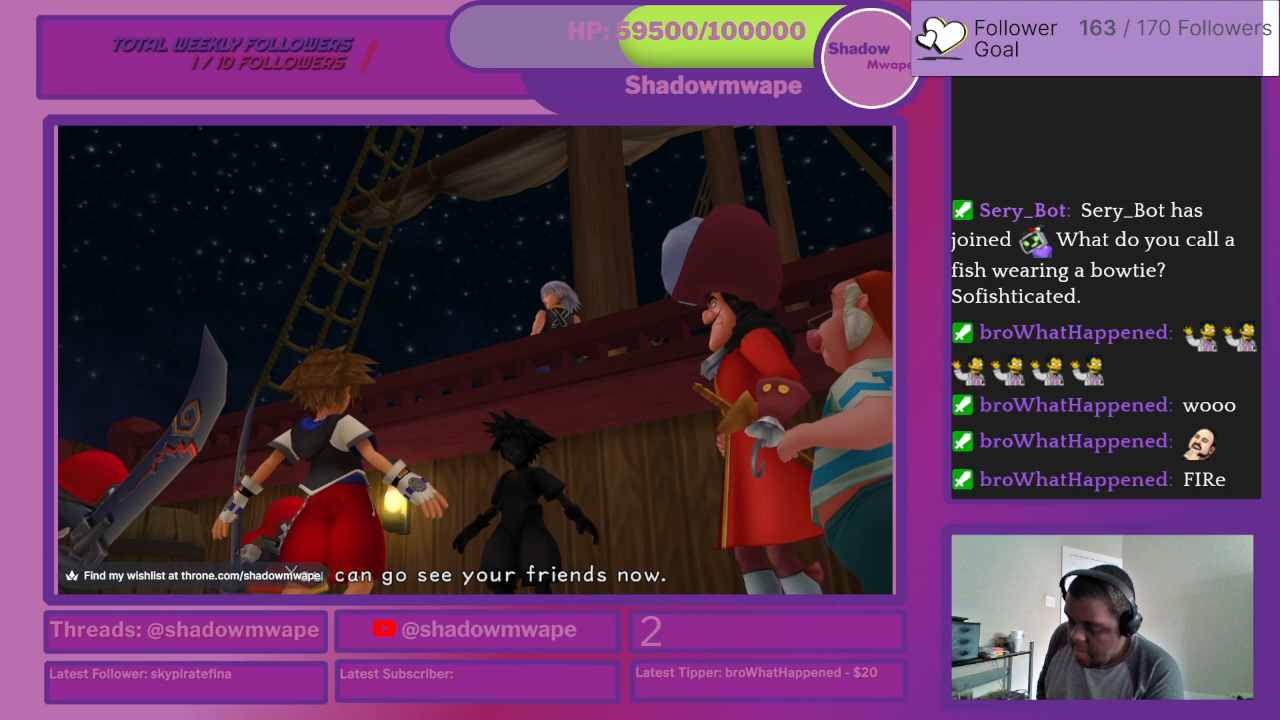 TOTAL WEEKLY FOLLOWERS
1 / 10 FOLLOWERS
HP: 59500/100000
Shadowmwape
Shadow
Mwape
Follower
Goal
163 / 170 Followers
Sery_Bot: Sery_Bot has
joined What do you call a
fish wearing a bowtie?
Sofishticated.
broWhatHappened:
broWhatHappened: wooo
broWhatHappened:
broWhatHappened: FIRe
Find my wishlist at throne.com/shadowmwape
can go see your friends now.
Threads: @shadowmwape
@shadowmwape
2
Latest Follower: skypiratefina
Latest Subscriber:
Latest Tipper: broWhatHappened - $20